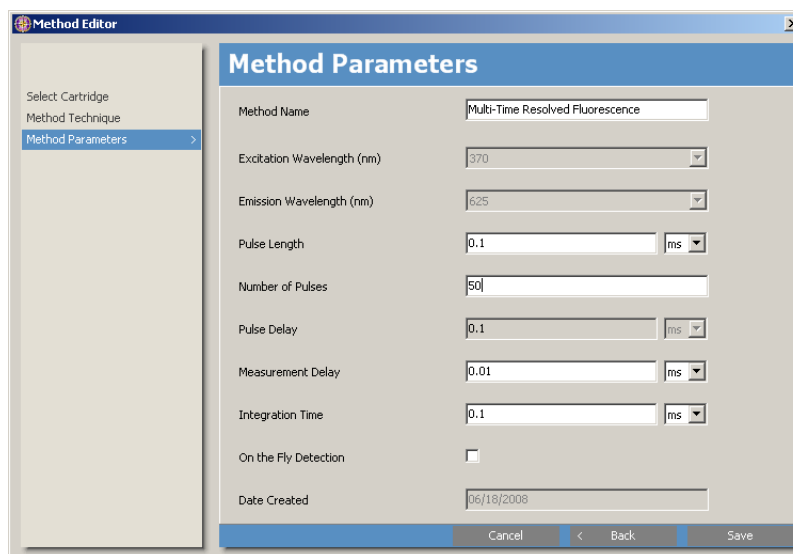 Method Editor
Method Parameters
Select Cartridge
Method Technique
Method Parameters >
Method Name Multi-Time Resolved Fluorescence
Excitation Wavelength (nm) 370
Emission Wavelength (nm) 625
Pulse Length 0.1 ms
Number of Pulses 50
Pulse Delay 0.1 ms
Measurement Delay 0.01 ms
Integration Time 0.1 ms
On the Fly Detection
Date Created 06/18/2008
Cancel < Back Save